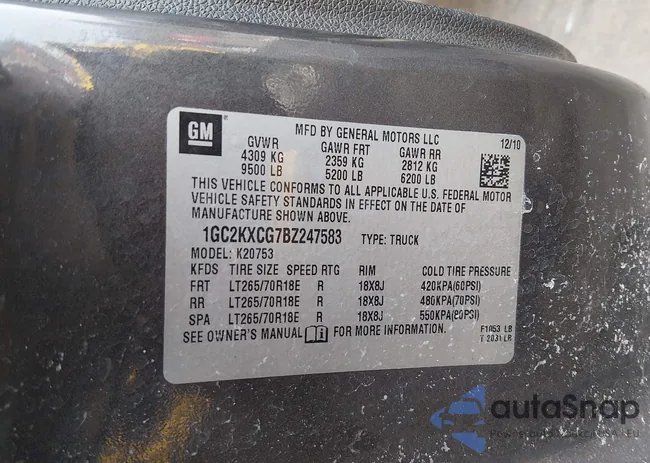 GM
MFD BY GENERAL MOTORS LLC 12/10
GVWR GAWR FRT GAWR RR
4309 KG 2359 KG 2812 KG
9500 LB 5200 LB 6200 LB
THIS VEHICLE CONFORMS TO ALL APPLICABLE U.S. FEDERAL MOTOR
VEHICLE SAFETY STANDARDS IN EFFECT ON THE DATE OF
MANUFACTURE SHOWN ABOVE.
1GC2KXCG7BZ247583 TYPE: TRUCK
MODEL: K20753
KFDS TIRE SIZE SPEED RTG RIM COLD TIRE PRESSURE
FRT LT265/70R18E R 18X8J 420KPA(60PSI)
RR LT265/70R18E R 18X8J 480KPA(70PSI)
SPA LT265/70R18E R 18X8J 550KPA(80PSI)
SEE OWNER'S MANUAL FOR MORE INFORMATION.
F1053 LB
T 2031 LB
autoSnap